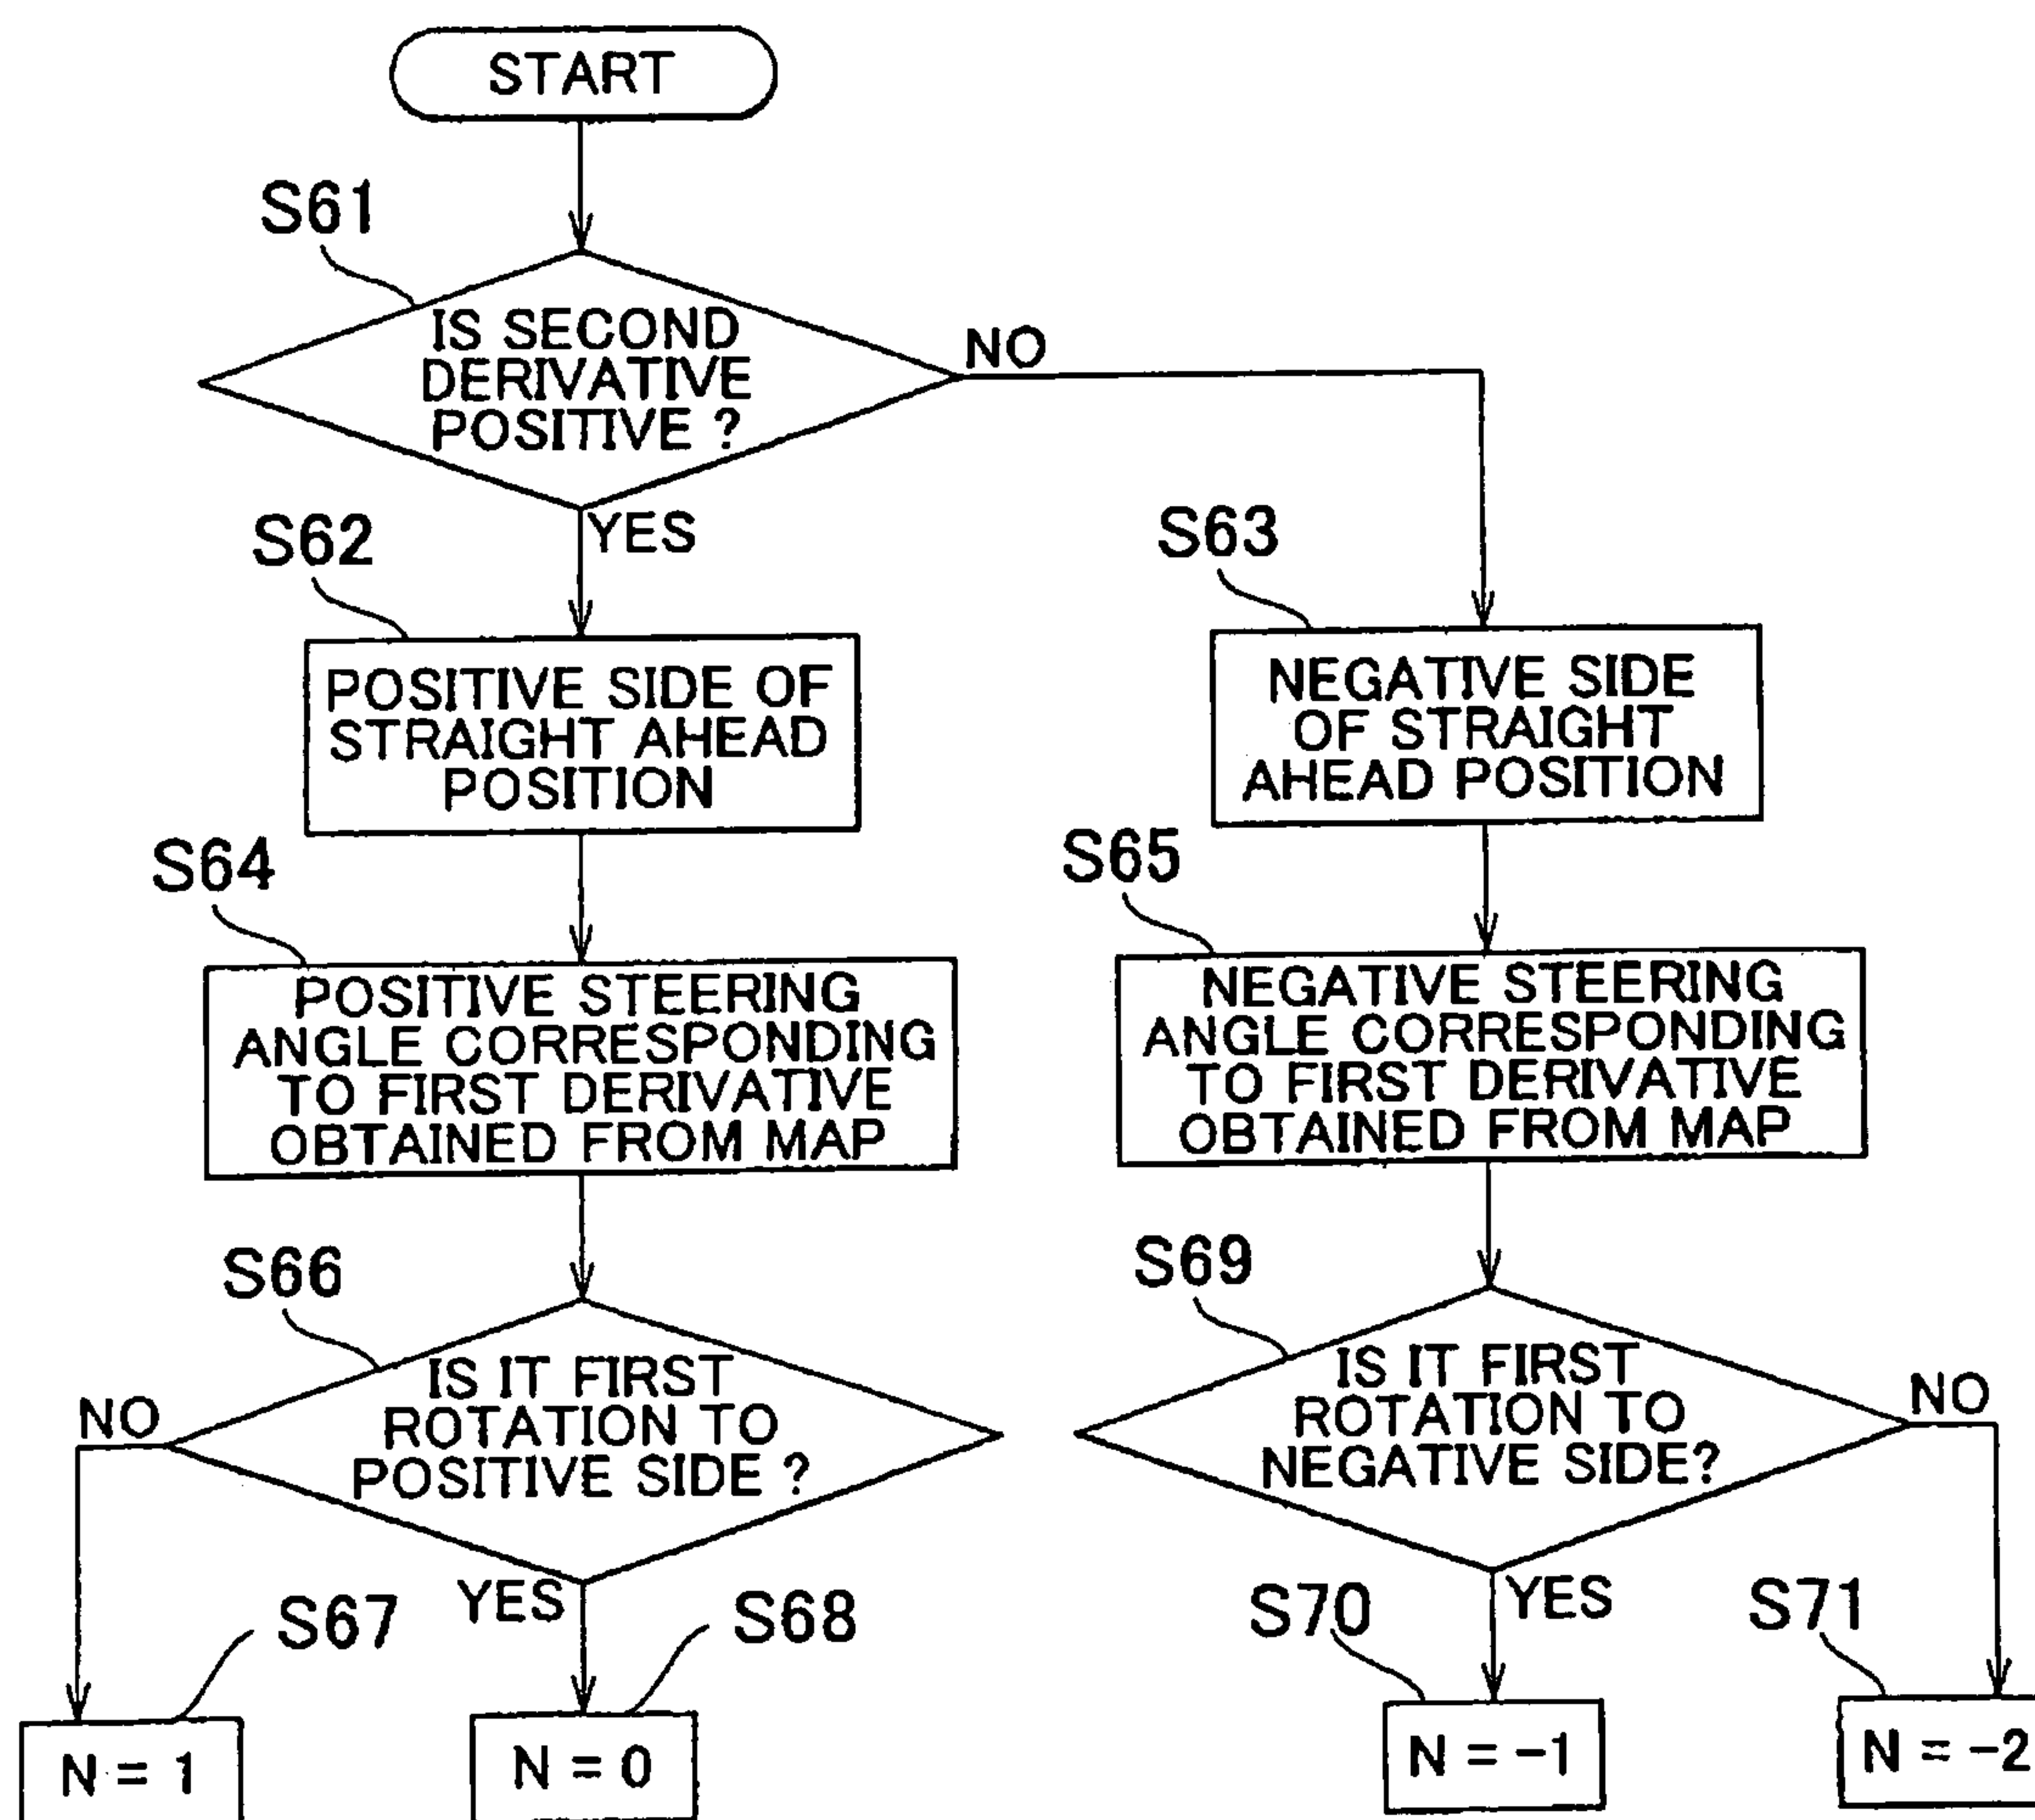 START
S61
IS SECOND
DERIVATIVE
POSITIVE ?
NO
YES
S62
POSITIVE SIDE OF
STRAIGHT AHEAD
POSITION
S63
NEGATIVE SIDE
OF STRAIGHT
AHEAD POSITION
S64
POSITIVE STEERING
ANGLE CORRESPONDING
TO FIRST DERIVATIVE
OBTAINED FROM MAP
S65
NEGATIVE STEERING
ANGLE CORRESPONDING
TO FIRST DERIVATIVE
OBTAINED FROM MAP
S66
IS IT FIRST
ROTATION TO
POSITIVE SIDE ?
NO
YES
S69
IS IT FIRST
ROTATION TO
NEGATIVE SIDE?
NO
YES
S67
N = 1
S68
N = 0
S70
N = -1
S71
N = -2